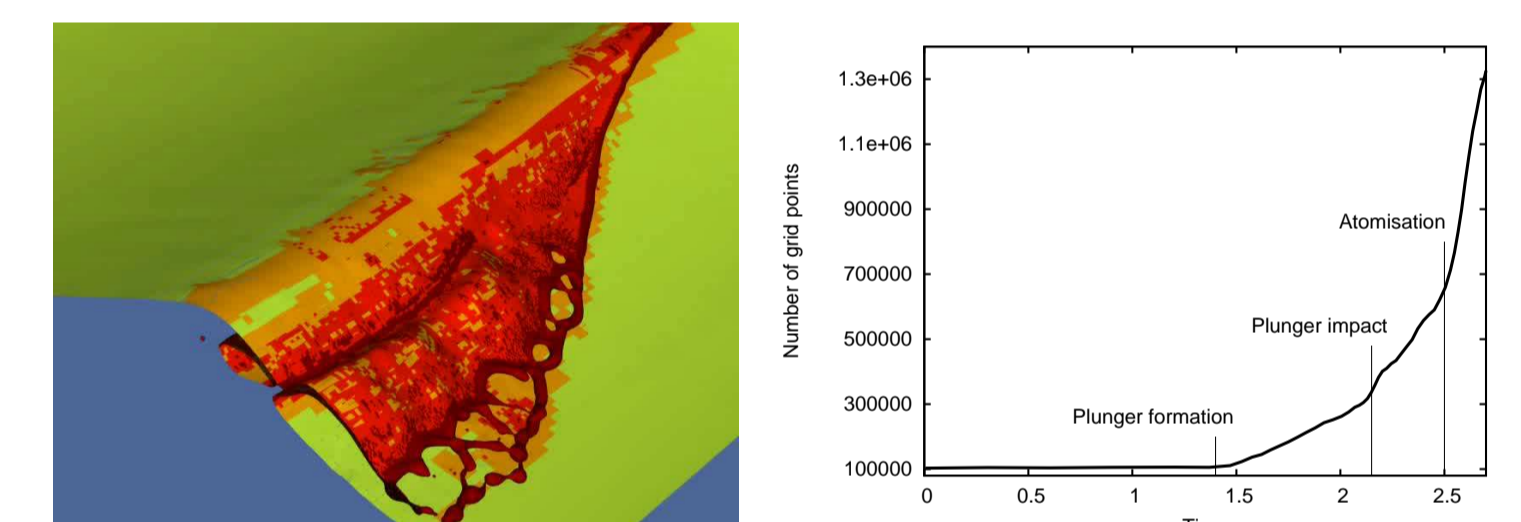 1.3e+06
1.1e+06
900000
700000
500000
300000
100000
Number of grid points
Atomisation
Plunger impact
Plunger formation
0 0.5 1 1.5 2 2.5